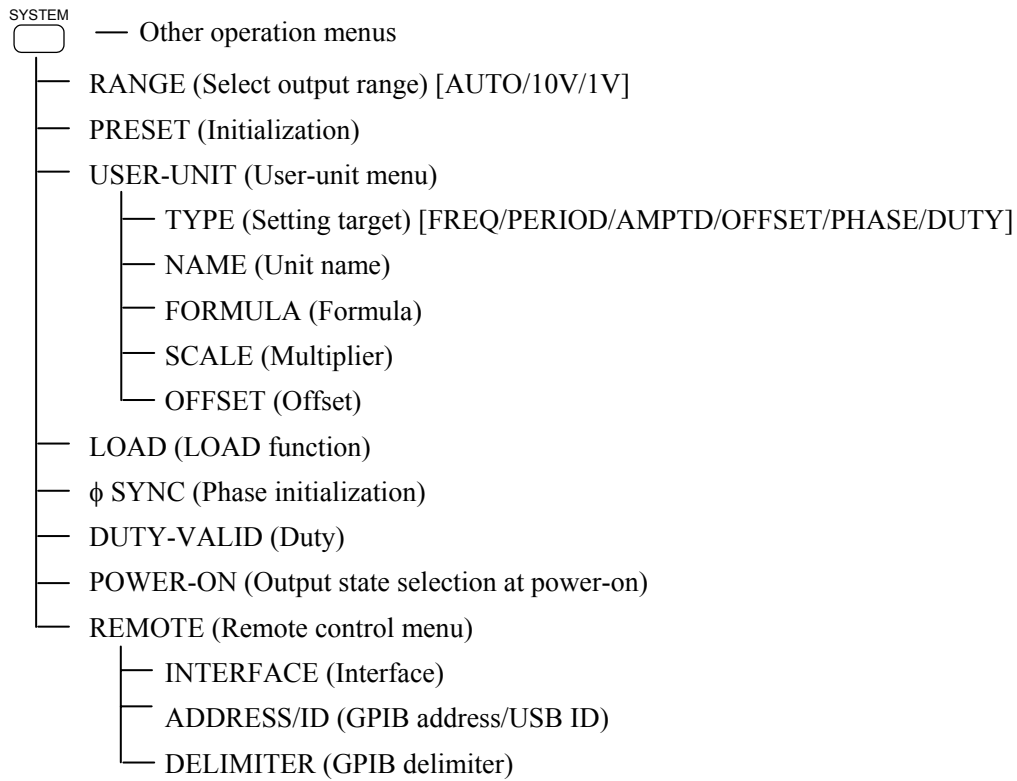 SYSTEM
— Other operation menus
RANGE (Select output range) [AUTO/10V/1V]
PRESET (Initialization)
USER-UNIT (User-unit menu)
TYPE (Setting target) [FREQ/PERIOD/AMPTD/OFFSET/PHASE/DUTY]
NAME (Unit name)
FORMULA (Formula)
SCALE (Multiplier)
OFFSET (Offset)
LOAD (LOAD function)
ϕ SYNC (Phase initialization)
DUTY-VALID (Duty)
POWER-ON (Output state selection at power-on)
REMOTE (Remote control menu)
INTERFACE (Interface)
ADDRESS/ID (GPIB address/USB ID)
DELIMITER (GPIB delimiter)